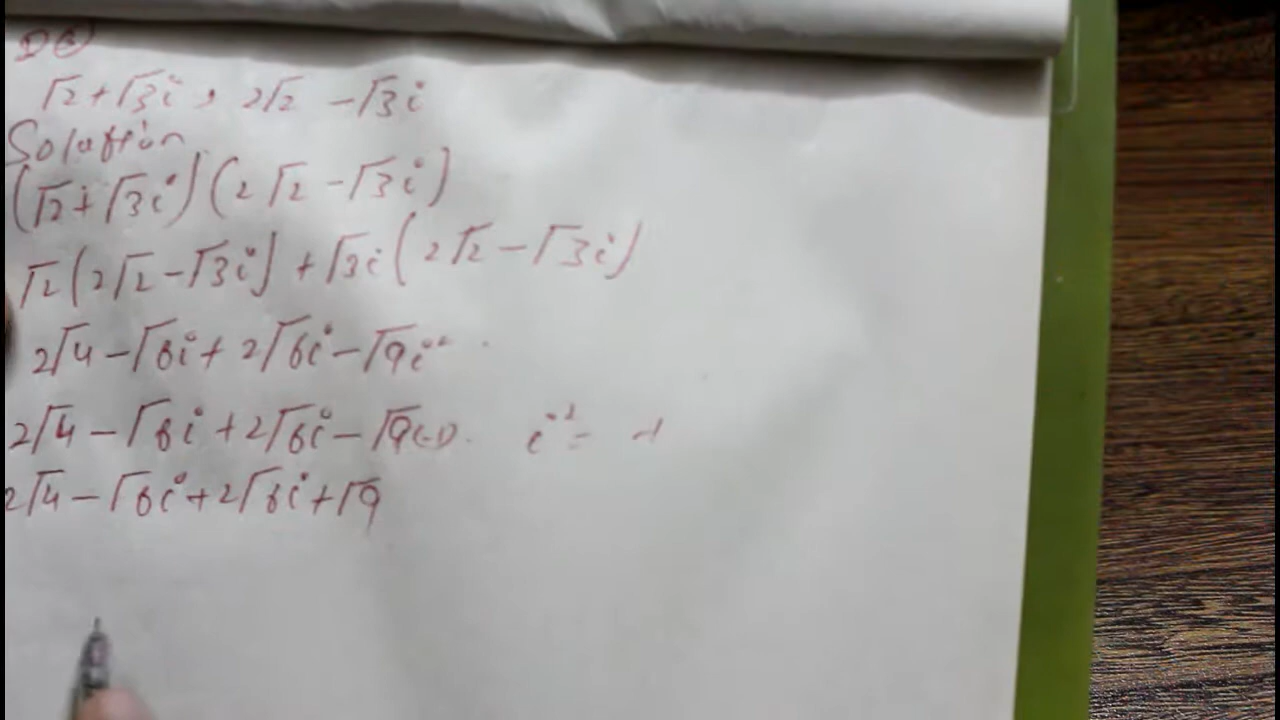 √2 + √3i , 2√2 - √3i
Solution
(√2 + √3i) (2√2 - √3i)
√2(2√2 - √3i) + √3i(2√2 - √3i)
2√4 - √6i + 2√6i - √9i²
2√4 - √6i + 2√6i - √9(-1). i² = -1
2√4 - √6i + 2√6i + √9